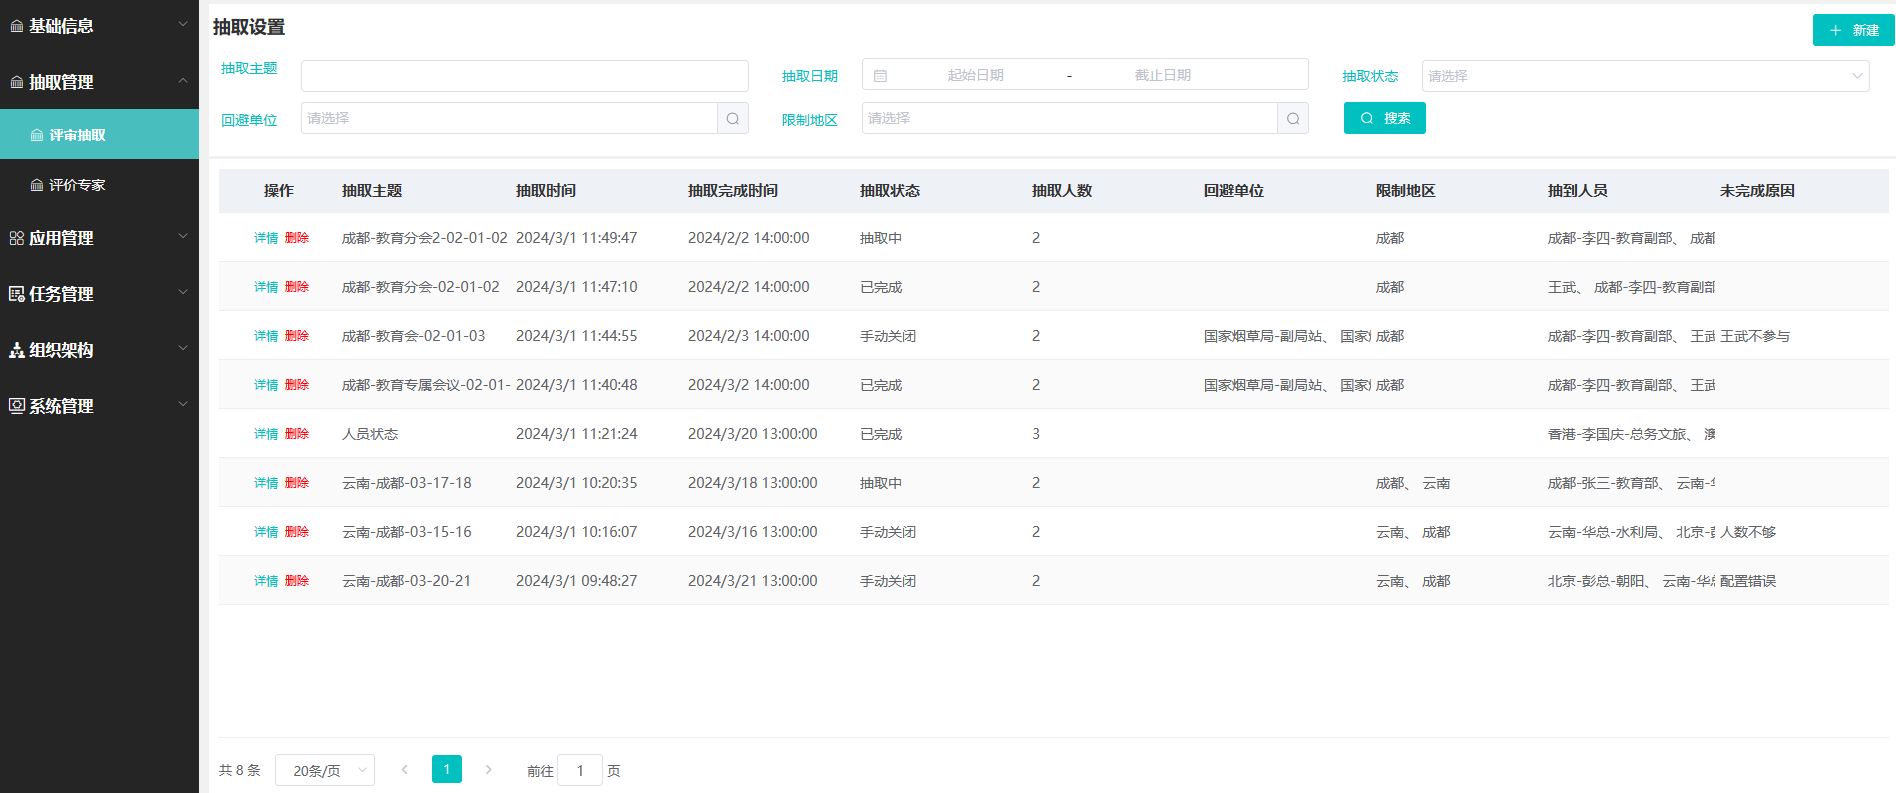 基础信息
抽取管理
评审抽取
评价专家
应用管理
任务管理
组织架构
系统管理
抽取设置
新建
抽取主题
抽取日期 起始日期 - 截止日期
抽取状态 请选择
回避单位 请选择
限制地区 请选择
搜索
操作 抽取主题 抽取时间 抽取完成时间 抽取状态 抽取人数 回避单位 限制地区 抽到人员 未完成原因
详情 删除 成都-教育分会2-02-01-02 2024/3/1 11:49:47 2024/2/2 14:00:00 抽取中 2 成都 成都-李四-教育副部、 成都
详情 删除 成都-教育分会-02-01-02 2024/3/1 11:47:10 2024/2/2 14:00:00 已完成 2 成都 王武、 成都-李四-教育副部
详情 删除 成都-教育会-02-01-03 2024/3/1 11:44:55 2024/2/3 14:00:00 手动关闭 2 国家烟草局-副局站、 国家 成都 成都-李四-教育副部、 王武 王武不参与
详情 删除 成都-教育专属会议-02-01- 2024/3/1 11:40:48 2024/3/2 14:00:00 已完成 2 国家烟草局-副局站、 国家 成都 成都-李四-教育副部、 王武
详情 删除 人员状态 2024/3/1 11:21:24 2024/3/20 13:00:00 已完成 3 香港-李国庆-总务文旅、 澳
详情 删除 云南-成都-03-17-18 2024/3/1 10:20:35 2024/3/18 13:00:00 抽取中 2 成都、 云南 成都-张三-教育部、 云南-
详情 删除 云南-成都-03-15-16 2024/3/1 10:16:07 2024/3/16 13:00:00 手动关闭 2 云南、 成都 云南-华总-水利局、 北京- 人数不够
详情 删除 云南-成都-03-20-21 2024/3/1 09:48:27 2024/3/21 13:00:00 手动关闭 2 云南、 成都 北京-彭总-朝阳、 云南-华 配置错误
共 8 条 20条/页 1 前往 1 页